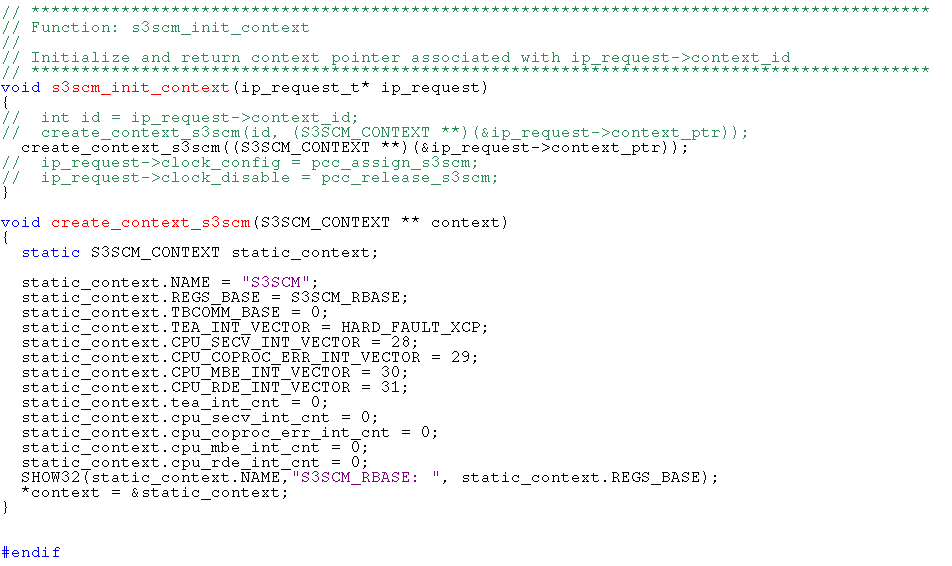 // ******************************************************************************************
// Function: s3scm_init_context
//
// Initialize and return context pointer associated with ip_request->context_id
// ******************************************************************************************
void s3scm_init_context(ip_request_t* ip_request)
{
//  int id = ip_request->context_id;
//  create_context_s3scm(id, (S3SCM_CONTEXT **)(&ip_request->context_ptr));
  create_context_s3scm((S3SCM_CONTEXT **)(&ip_request->context_ptr));
//  ip_request->clock_config = pcc_assign_s3scm;
//  ip_request->clock_disable = pcc_release_s3scm;
}

void create_context_s3scm(S3SCM_CONTEXT ** context)
{
  static S3SCM_CONTEXT static_context;

  static_context.NAME = "S3SCM";
  static_context.REGS_BASE = S3SCM_RBASE;
  static_context.TBCOMM_BASE = 0;
  static_context.TEA_INT_VECTOR = HARD_FAULT_XCP;
  static_context.CPU_SECV_INT_VECTOR = 28;
  static_context.CPU_COPROC_ERR_INT_VECTOR = 29;
  static_context.CPU_MBE_INT_VECTOR = 30;
  static_context.CPU_RDE_INT_VECTOR = 31;
  static_context.tea_int_cnt = 0;
  static_context.cpu_secv_int_cnt = 0;
  static_context.cpu_coproc_err_int_cnt = 0;
  static_context.cpu_mbe_int_cnt = 0;
  static_context.cpu_rde_int_cnt = 0;
  SHOW32(static_context.NAME,"S3SCM_RBASE: ", static_context.REGS_BASE);
  *context = &static_context;
}

#endif